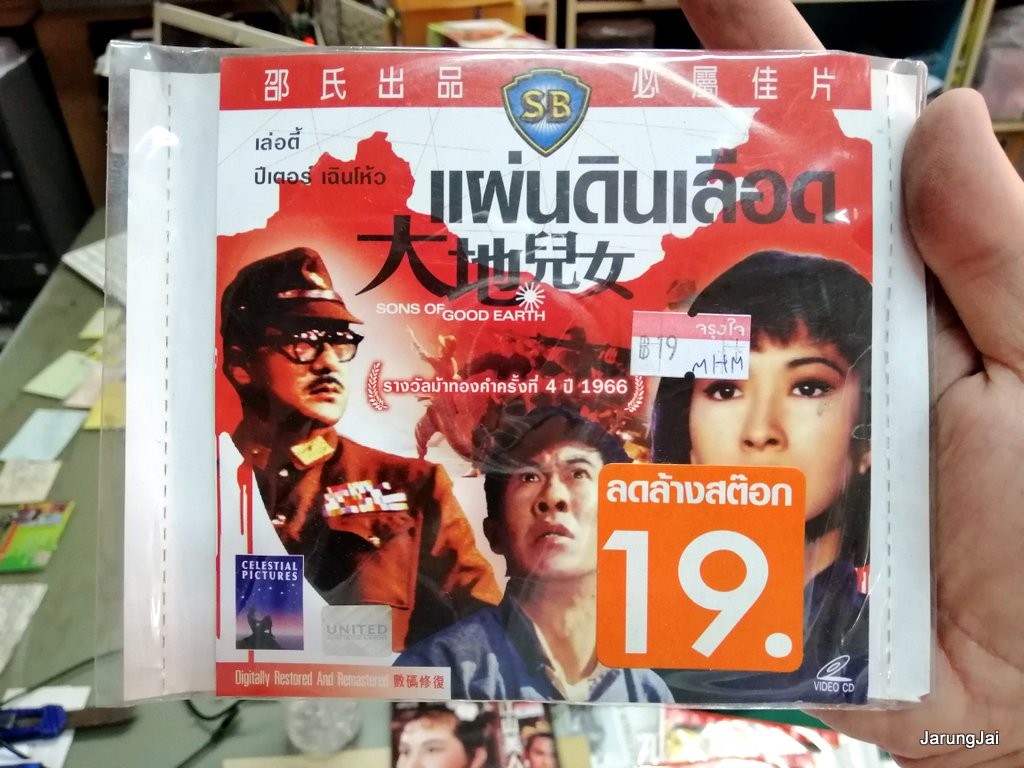 邵氏出品
SB
必屬佳片
เล่อตี้
ปีเตอร์ เฉินโห้ว
แผ่นดินเลือด
大地兒女
SONS OF GOOD EARTH
จรุงใจ
฿19
MHM
รางวัลม้าทองคำครั้งที่ 4 ปี 1966
ลดล้างสต๊อก
19.
CELESTIAL
PICTURES
UNITED
Digitally Restored And Remastered 數碼修復
VIDEO CD
JarungJai